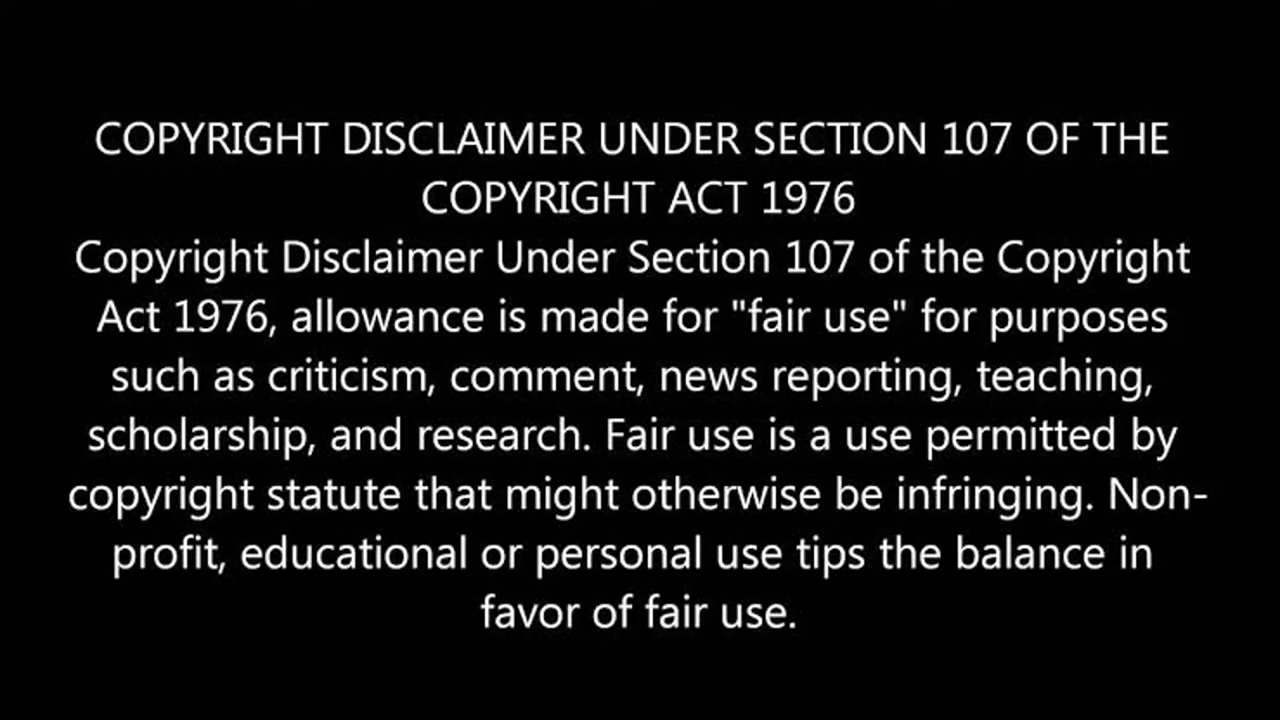 COPYRIGHT DISCLAIMER UNDER SECTION 107 OF THE
COPYRIGHT ACT 1976
Copyright Disclaimer Under Section 107 of the Copyright
Act 1976, allowance is made for "fair use" for purposes
such as criticism, comment, news reporting, teaching,
scholarship, and research. Fair use is a use permitted by
copyright statute that might otherwise be infringing. Non-
profit, educational or personal use tips the balance in
favor of fair use.